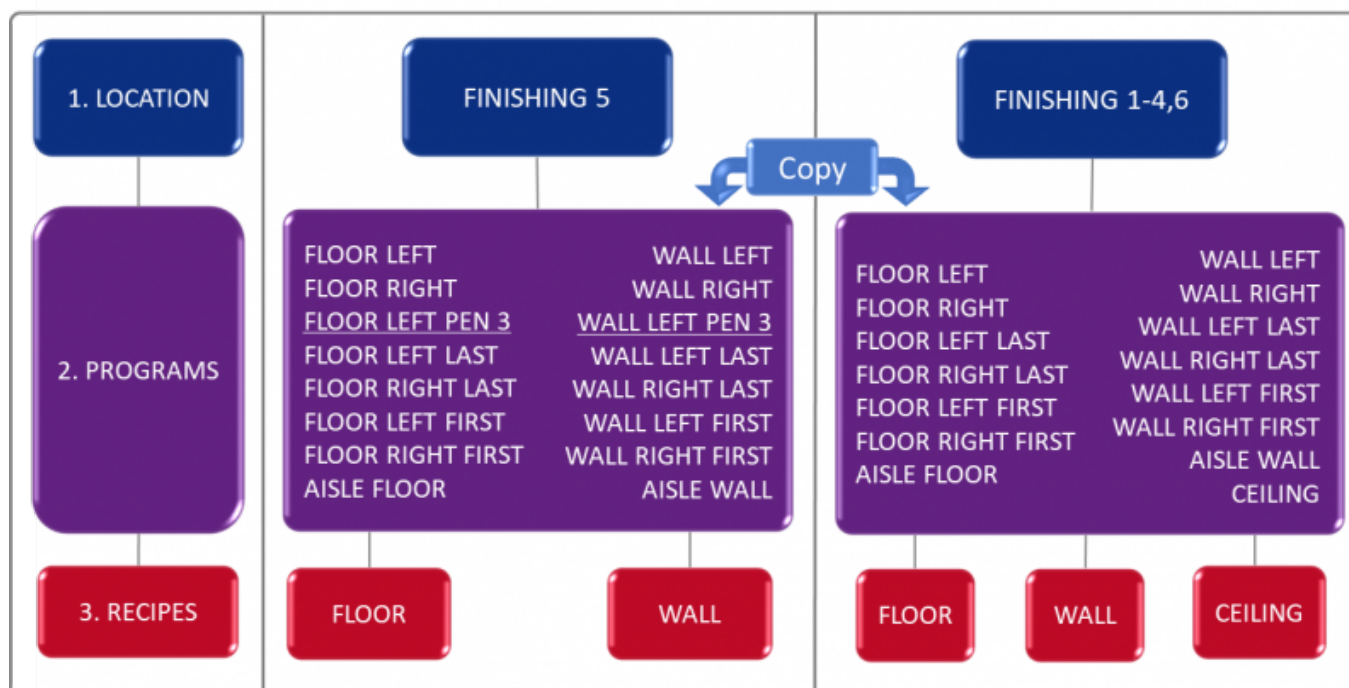 1. LOCATION
FINISHING 5
FINISHING 1-4,6
Copy
2. PROGRAMS
FLOOR LEFT
FLOOR RIGHT
FLOOR LEFT PEN 3
FLOOR LEFT LAST
FLOOR RIGHT LAST
FLOOR LEFT FIRST
FLOOR RIGHT FIRST
AISLE FLOOR
WALL LEFT
WALL RIGHT
WALL LEFT PEN 3
WALL LEFT LAST
WALL RIGHT LAST
WALL LEFT FIRST
WALL RIGHT FIRST
AISLE WALL
FLOOR LEFT
FLOOR RIGHT
FLOOR LEFT LAST
FLOOR RIGHT LAST
FLOOR LEFT FIRST
FLOOR RIGHT FIRST
AISLE FLOOR
WALL LEFT
WALL RIGHT
WALL LEFT LAST
WALL RIGHT LAST
WALL LEFT FIRST
WALL RIGHT FIRST
AISLE WALL
CEILING
3. RECIPES
FLOOR
WALL
FLOOR
WALL
CEILING